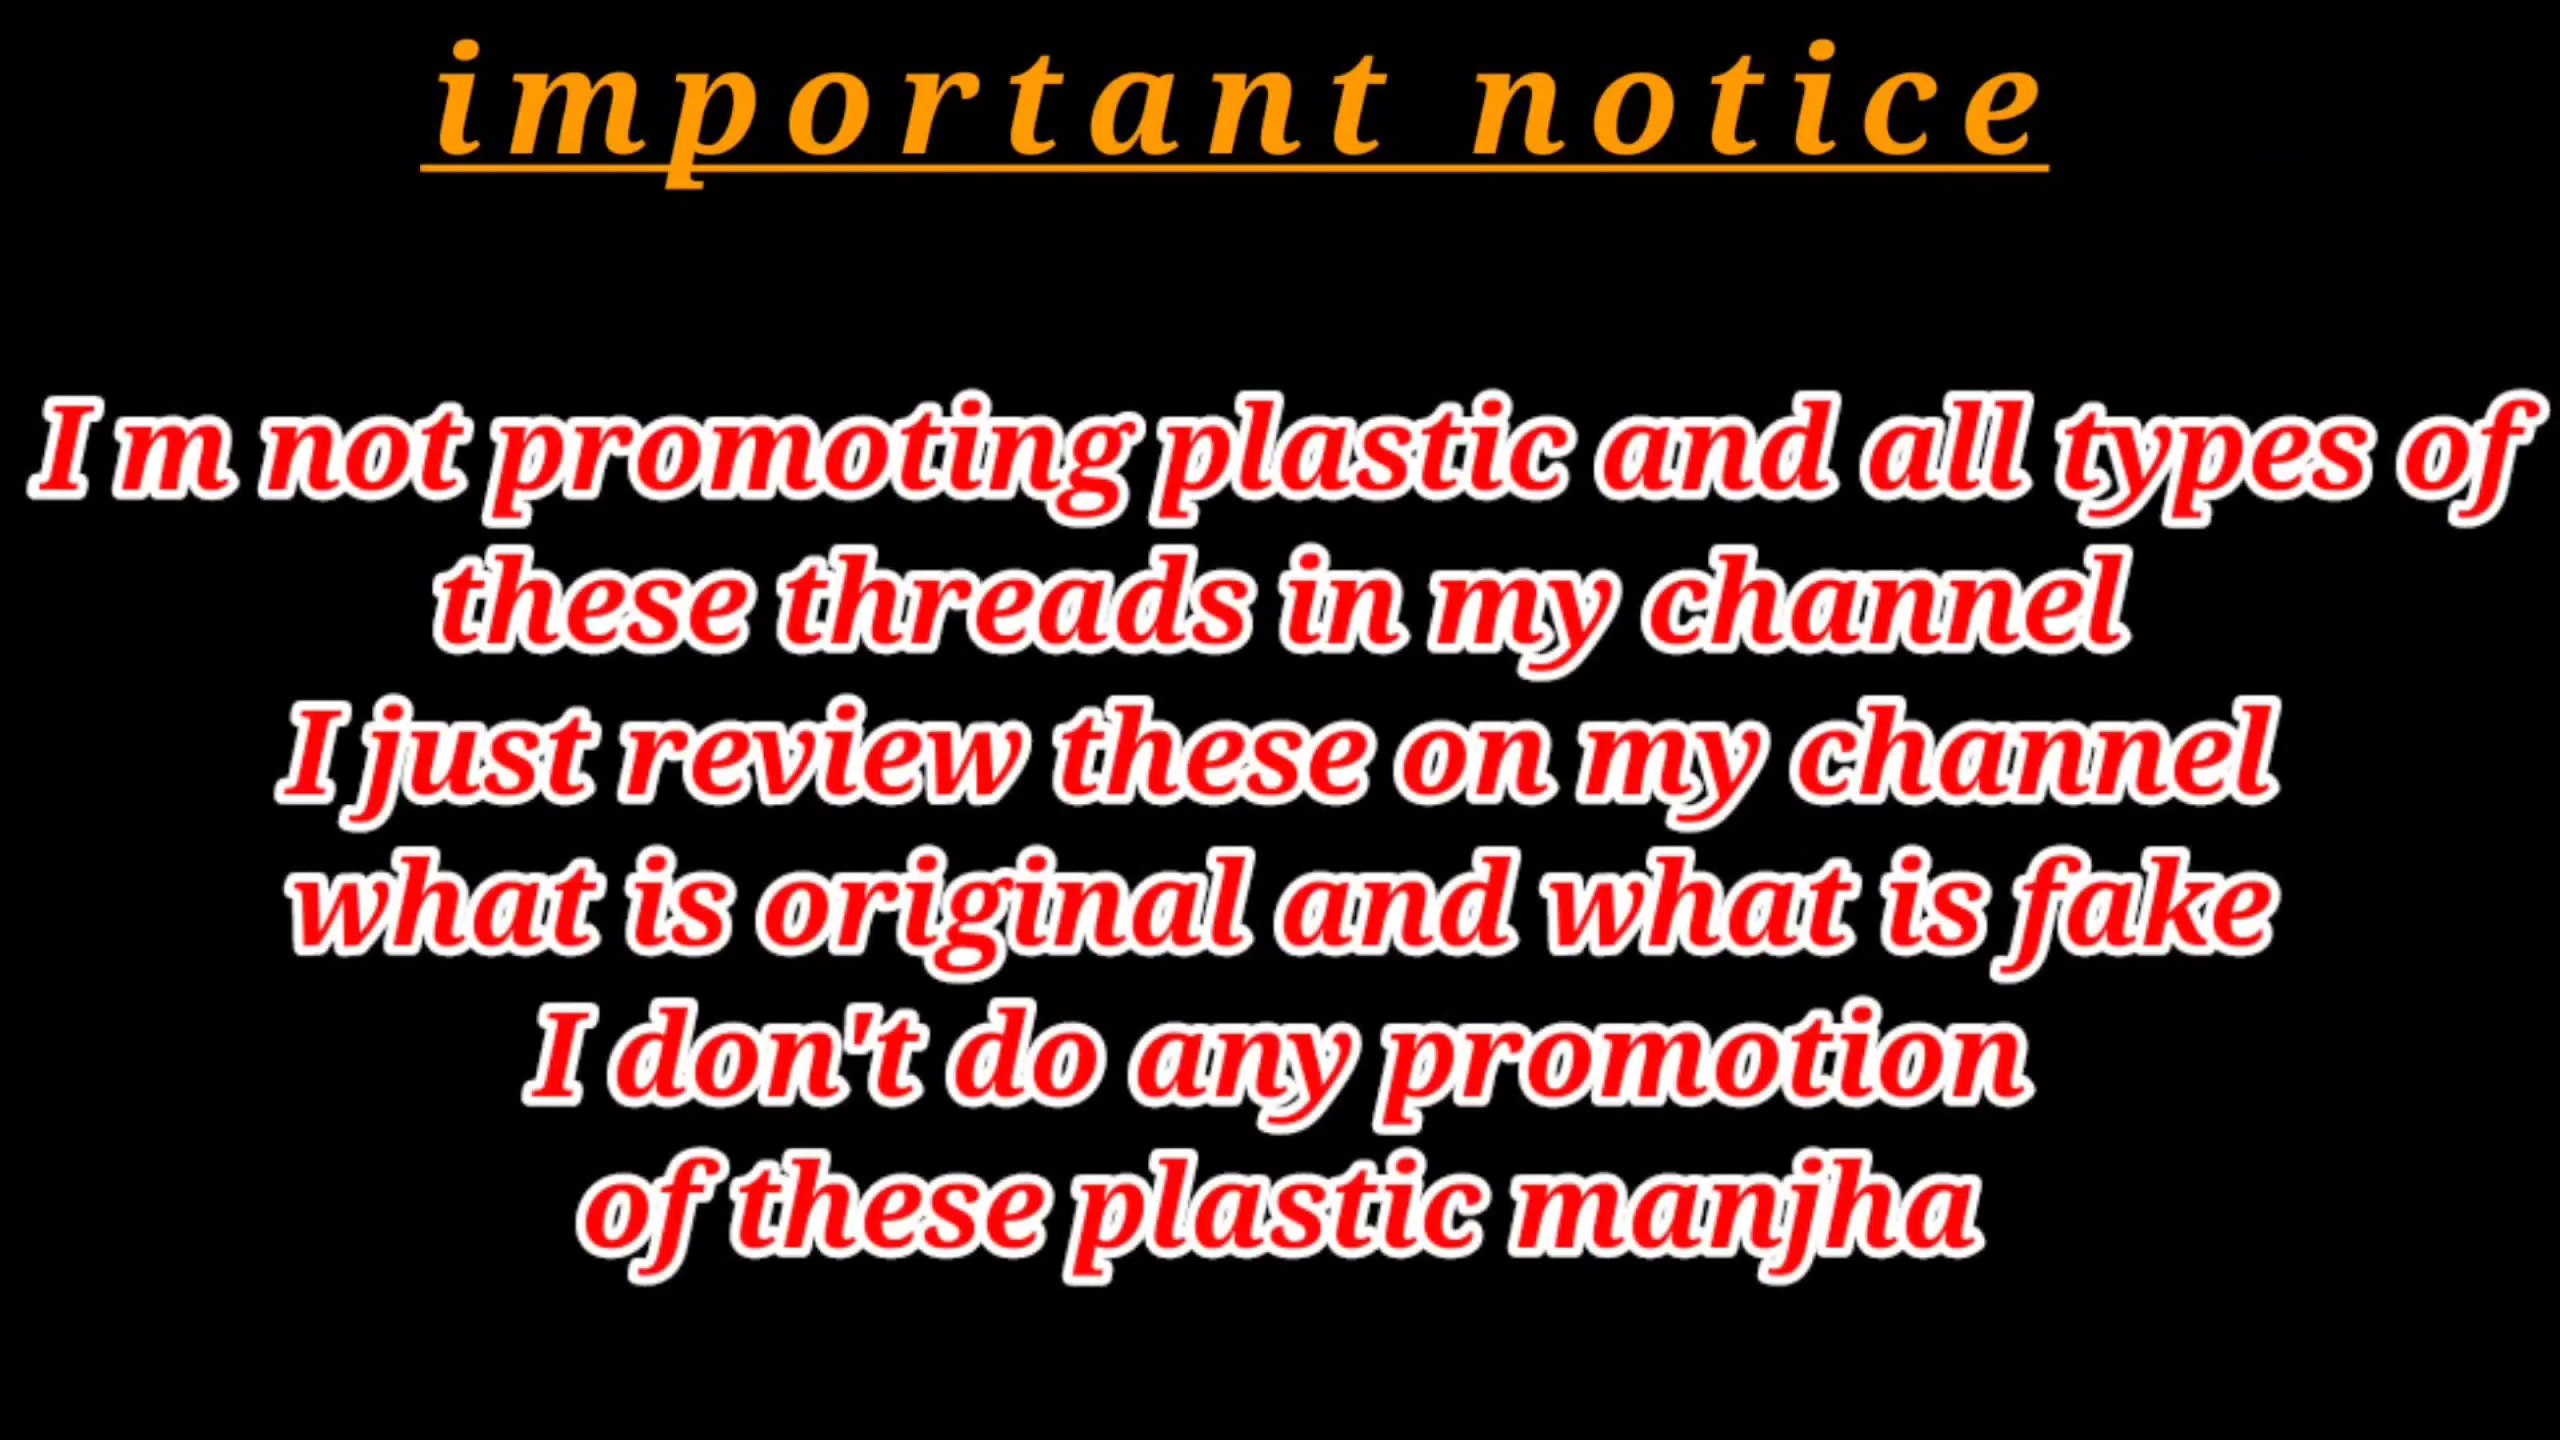 important notice
I m not promoting plastic and all types of
these threads in my channel
I just review these on my channel
what is original and what is fake
I don't do any promotion
of these plastic manjha